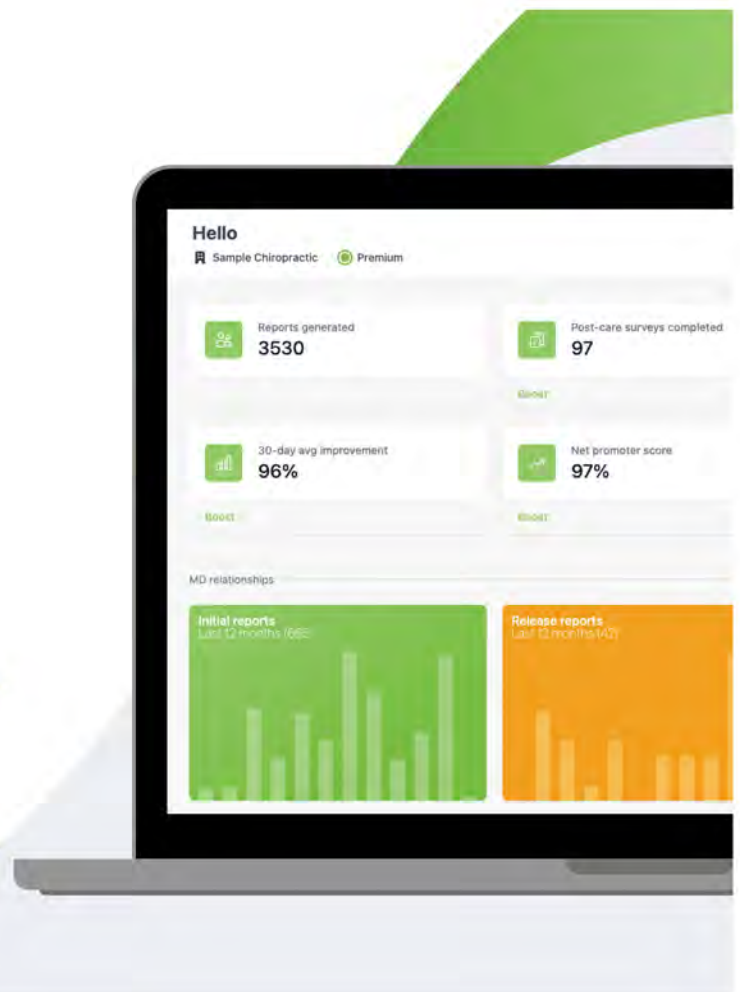 Hello
Sample Chiropractic Premium
Reports generated
3530
Post-care surveys completed
97
Boost
30-day avg improvement
96%
Net promoter score
97%
Boost
Boost
MD relationships
Initial reports
Last 12 months
Release reports
Last 12 months (42)